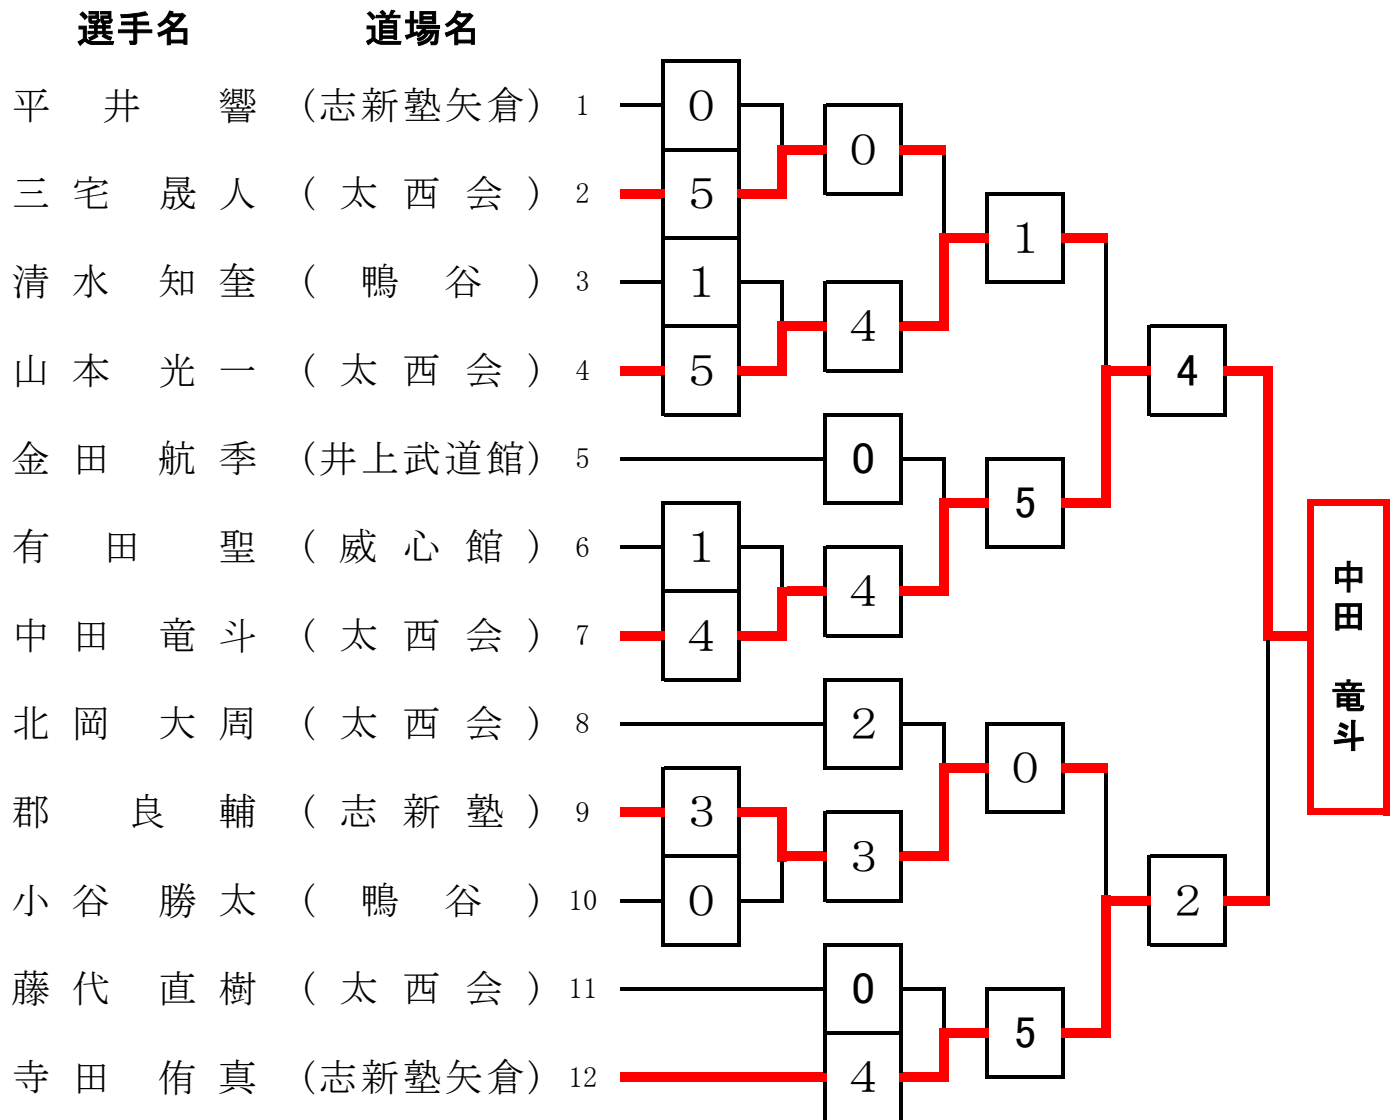 選手名 道場名
平井響 (志新塾矢倉) 1 0
0
三宅晟人 (太西会) 2 5
1
清水知奎 (鴨谷) 3 1
4
山本光一 (太西会) 4 5
4
金田航季 (井上武道館) 5 0
5
有田聖 (威心館) 6 1
4
中田竜斗 (太西会) 7 4
中田 竜斗
北岡大周 (太西会) 8 2
0
郡良輔 (志新塾) 9 3
3
小谷勝太 (鴨谷) 10 0
2
藤代直樹 (太西会) 11 0
5
寺田侑真 (志新塾矢倉) 12 4